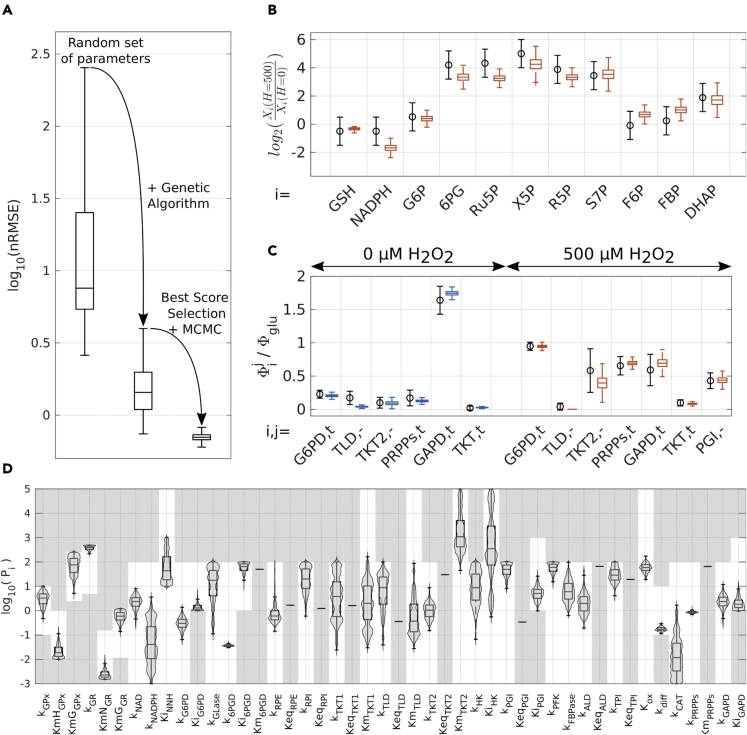 A
2.5
2
1.5
1
0.5
0
log10(nRMSE)
Random set
of parameters
+ Genetic
Algorithm
Best Score
Selection
+ MCMC
B
6
4
2
0
-2
log2(Xi(H=500)/Xi(H=0))
i=
GSH
NADPH
G6P
6PG
Ru5P
X5P
R5P
S7P
F6P
FBP
DHAP
C
0 μM H2O2
500 μM H2O2
2
1.5
1
0.5
0
Φi^j / Φglu
i,j=
G6PD,t
TLD,-
TKT2,-
PRPPs,t
GAPD,t
TKT,t
G6PD,t
TLD,-
TKT2,-
PRPPs,t
GAPD,t
TKT,t
PGI,-
D
5
4
3
2
1
0
-1
-2
-3
log10( Pi )
kGPx
KmHGPx
KmGGPx
kGR
KmNGR
KmGGR
kNAD
kNADPH
KiNNH
kG6PD
KiG6PD
kGLase
k6PGD
Ki6PGD
Km6PGD
kRPE
KeqRPE
kRPI
KeqRPI
kTKT1
KeqTKT1
KmTKT1
kTLD
KeqTLD
KmTLD
kTKT2
KeqTKT2
KmTKT2
kHK
KiHK
kPGI
KeqPGI
KiPGI
kPFK
kFBPase
kALD
KeqALD
kTPI
KeqTPI
Kox
kdiff
kCAT
kPRPPs
KmPRPPs
kGAPD
KiGAPD